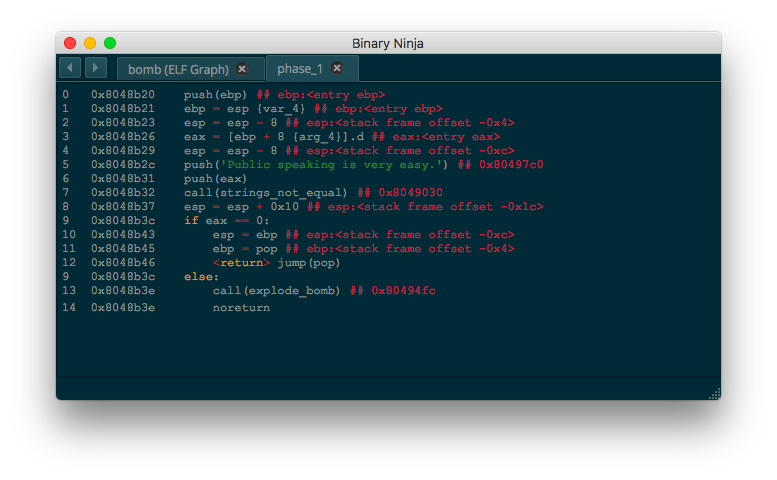 Binary Ninja
bomb (ELF Graph) phase_1
0 0x8048b20 push(ebp) ## ebp:<entry ebp>
1 0x8048b21 ebp = esp {var_4} ## ebp:<entry ebp>
2 0x8048b23 esp = esp - 8 ## esp:<stack frame offset -0x4>
3 0x8048b26 eax = [ebp + 8 {arg_4}].d ## eax:<entry eax>
4 0x8048b29 esp = esp - 8 ## esp:<stack frame offset -0xc>
5 0x8048b2c push('Public speaking is very easy.') ## 0x80497c0
6 0x8048b31 push(eax)
7 0x8048b32 call(strings_not_equal) ## 0x8049030
8 0x8048b37 esp = esp + 0x10 ## esp:<stack frame offset -0x1c>
9 0x8048b3c if eax == 0:
10 0x8048b43 esp = ebp ## esp:<stack frame offset -0xc>
11 0x8048b45 ebp = pop ## ebp:<stack frame offset -0x4>
12 0x8048b46 <return> jump(pop)
9 0x8048b3c else:
13 0x8048b3e call(explode_bomb) ## 0x80494fc
14 0x8048b3e noreturn